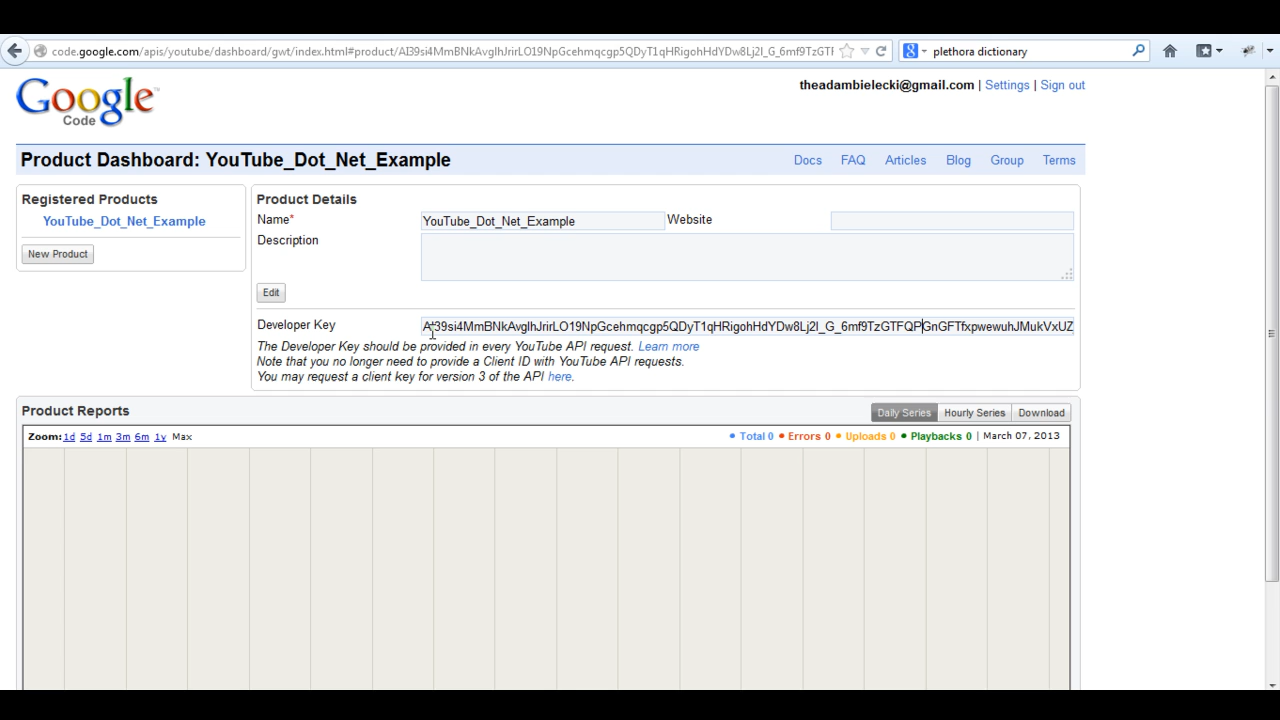 code.google.com/apis/youtube/dashboard/gwt/index.html#product/AI39si4MmBNkAvglhJrirLO19NpGcehmqcgp5QDyT1qHRigohHdYDw8Lj2I_G_6mf9TzGTF
plethora dictionary
Google
Code
theadambielecki@gmail.com | Settings | Sign out
Product Dashboard: YouTube_Dot_Net_Example
Docs FAQ Articles Blog Group Terms
Registered Products
YouTube_Dot_Net_Example
New Product
Product Details
Name* YouTube_Dot_Net_Example Website
Description
Edit
Developer Key AI39si4MmBNkAvglhJrirLO19NpGcehmqcgp5QDyT1qHRigohHdYDw8Lj2I_G_6mf9TzGTFQPGnGFTfxpwewuhJMukVxUZ
The Developer Key should be provided in every YouTube API request. Learn more
Note that you no longer need to provide a Client ID with YouTube API requests.
You may request a client key for version 3 of the API here.
Product Reports
Daily Series Hourly Series Download
Zoom: 1d 5d 1m 3m 6m 1y Max
Total 0 Errors 0 Uploads 0 Playbacks 0 | March 07, 2013